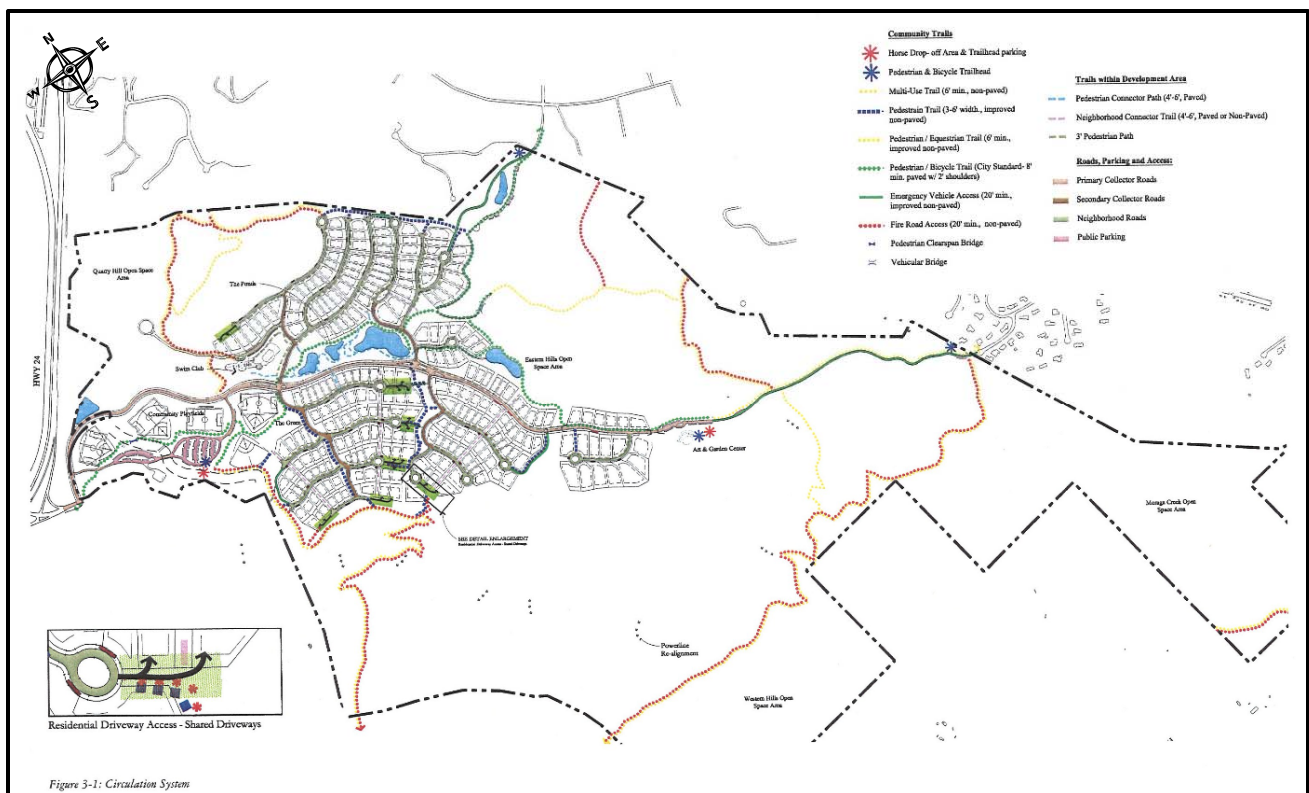 N
E
W
S
Community Trails
Horse Drop- off Area & Trailhead parking
Pedestrian & Bicycle Trailhead
Multi-Use Trail (6' min., non-paved)
Pedestrain Trail (3-6' width., improved
non-paved)
Pedestrian / Equestrian Trail (6' min.,
improved non-paved)
Pedestrian / Bicycle Trail (City Standard- 8'
min. paved w/ 2' shoulders)
Emergency Vehicle Access (20' min.,
improved non-paved)
Fire Road Access (20' min., non-paved)
Pedestrian Clearspan Bridge
Vehicular Bridge
Trails within Development Area
Pedestrian Connector Path (4'-6', Paved)
Neighborhood Connector Trail (4'-6', Paved or Non-Paved)
3' Pedestrian Path
Roads, Parking and Access:
Primary Collector Roads
Secondary Collector Roads
Neighborhood Roads
Public Parking
Quarry Hill Open Space
Area
The Ponds
HWY 24
Swim Club
Eastern Hills Open
Space Area
Community Playfields
The Green
Art & Garden Center
Moraga Creek Open
Space Area
SEE DETAIL ENLARGEMENT
Residential Driveway Access - Shared Driveways
Powerline
Re-alignment
Western Hills Open
Space Area
Residential Driveway Access - Shared Driveways
Figure 3-1: Circulation System